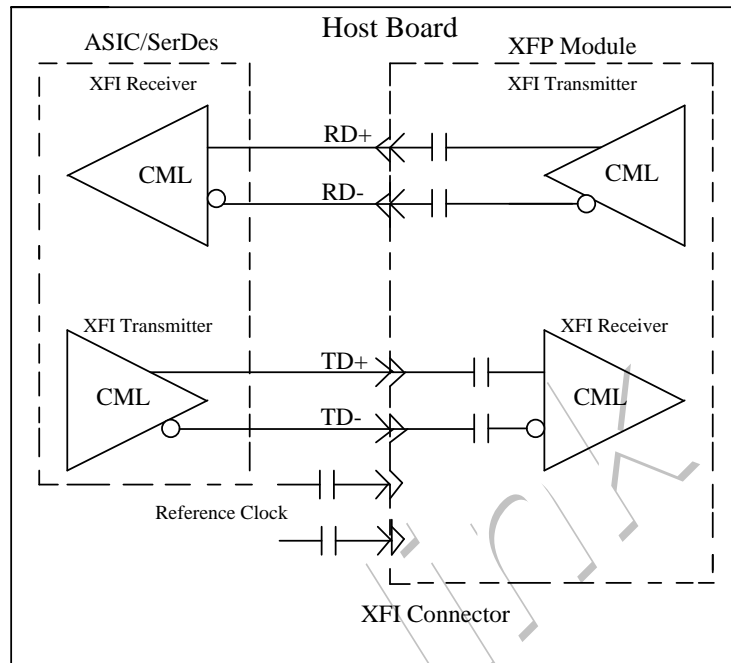 Host Board
ASIC/SerDes
XFP Module
XFI Receiver
XFI Transmitter
RD+
CML
CML
RD-
XFI Transmitter
XFI Receiver
TD+
CML
CML
TD-
Reference Clock
XFI Connector